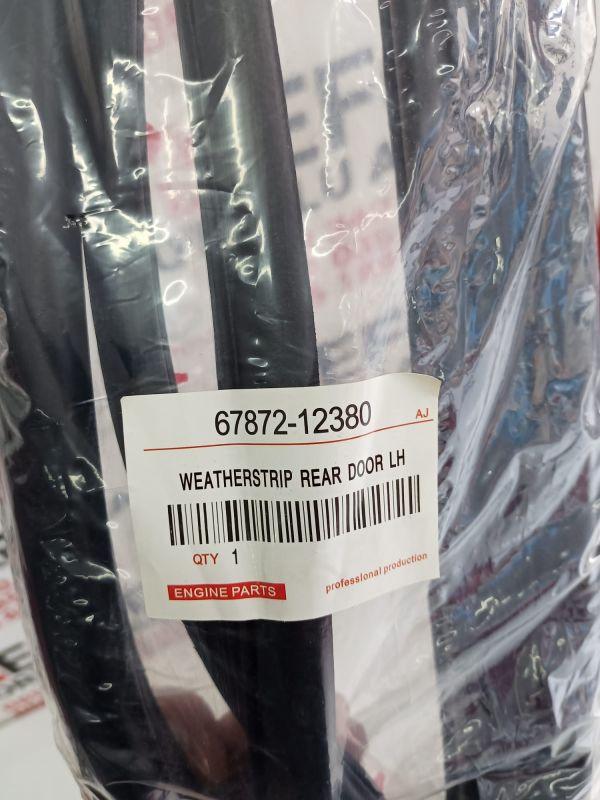 67872-12380
AJ
WEATHERSTRIP REAR DOOR LH
QTY 1
ENGINE PARTS
professional production